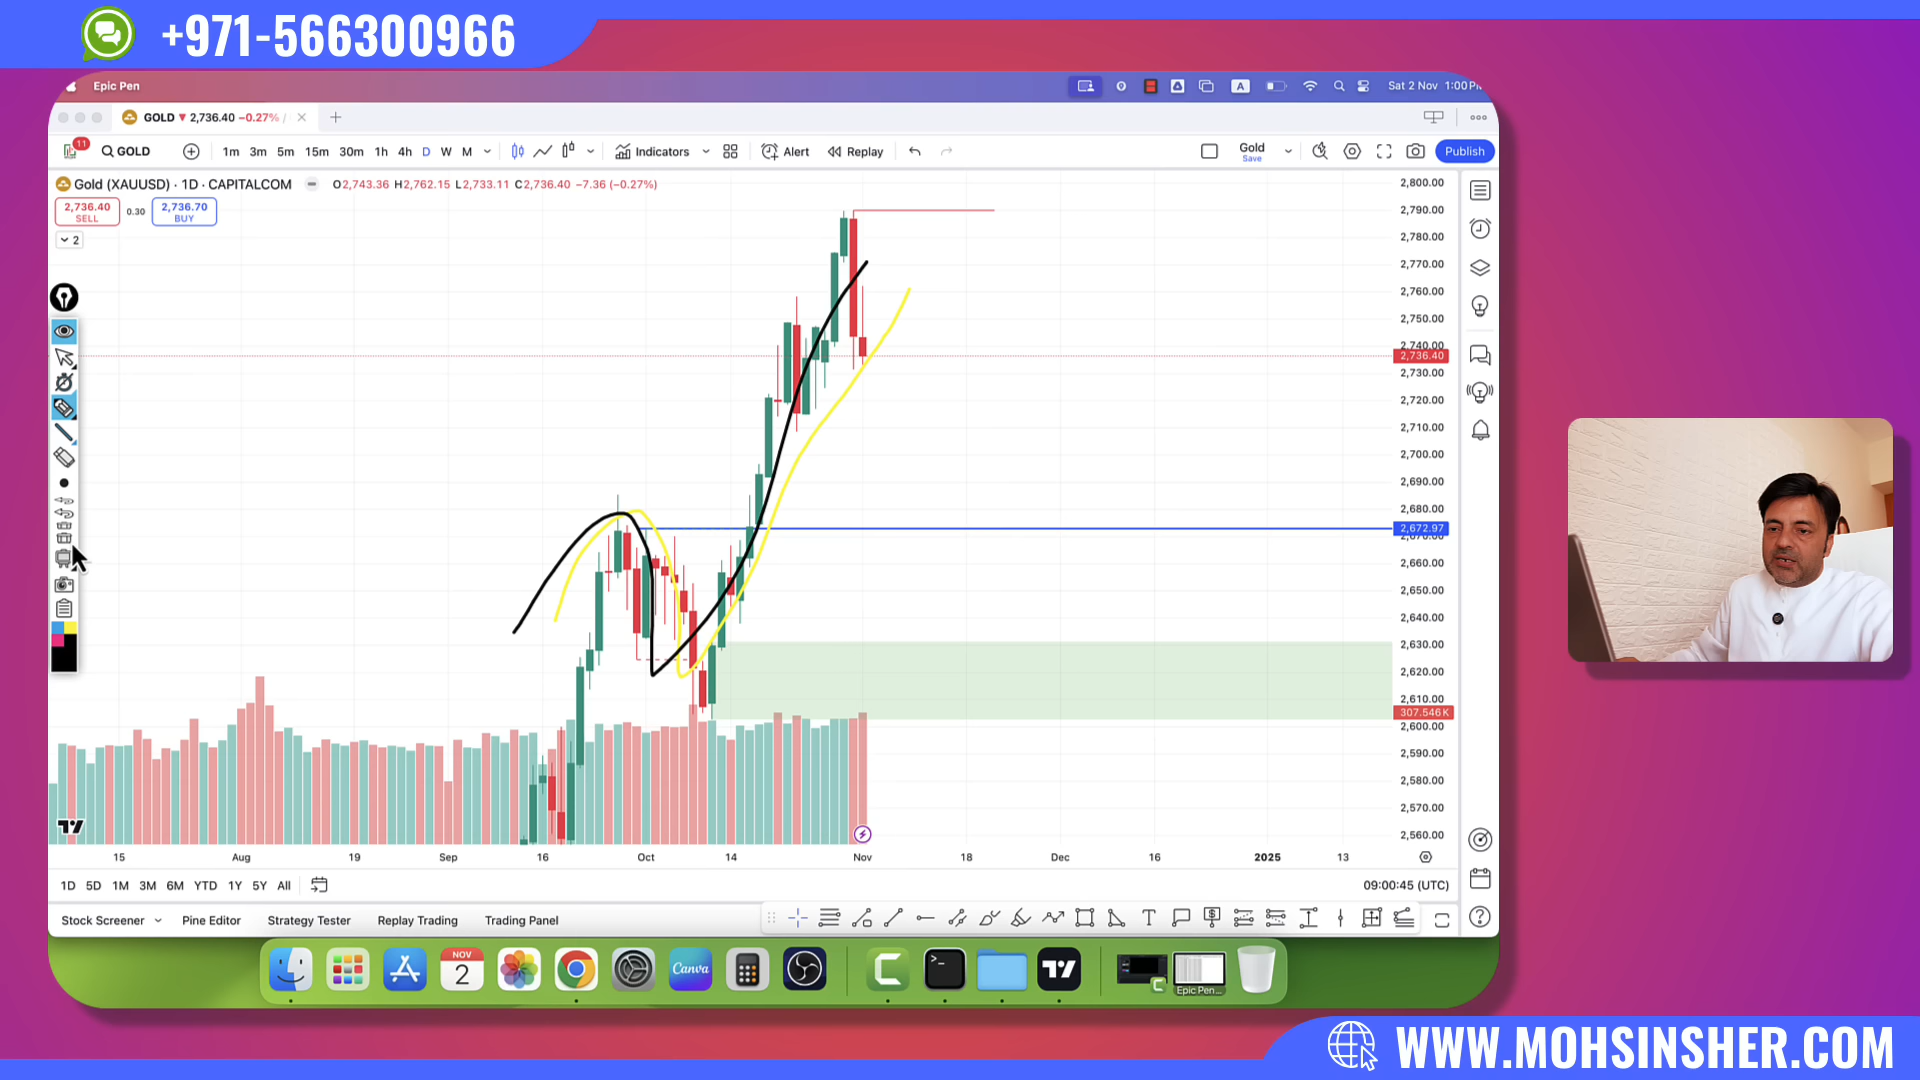 +971-566300966
Epic Pen
A
Sat 2 Nov 1:00
GOLD ▼ 2,736.40 −0.27% /
11
GOLD
1m 3m 5m 15m 30m 1h 4h D W M
Indicators
Alert
Replay
Gold
Save
Publish
Gold (XAUUSD) · 1D · CAPITALCOM
O2,743.36 H2,762.15 L2,733.11 C2,736.40 −7.36 (−0.27%)
2,736.40
SELL
0.30
2,736.70
BUY
2
2,800.00
2,790.00
2,780.00
2,770.00
2,760.00
2,750.00
2,740.00
2,736.40
2,730.00
2,720.00
2,710.00
2,700.00
2,690.00
2,680.00
2,672.97
2,670.00
2,660.00
2,650.00
2,640.00
2,630.00
2,620.00
2,610.00
307.546K
2,600.00
2,590.00
2,580.00
2,570.00
2,560.00
15 Aug 19 Sep 16 Oct 14 Nov 18 Dec 16 2025 13
1D 5D 1M 3M 6M YTD 1Y 5Y All
09:00:45 (UTC)
Stock Screener Pine Editor Strategy Tester Replay Trading Trading Panel
NOV
2
Canva
Epic Pen...
WWW.MOHSINSHER.COM